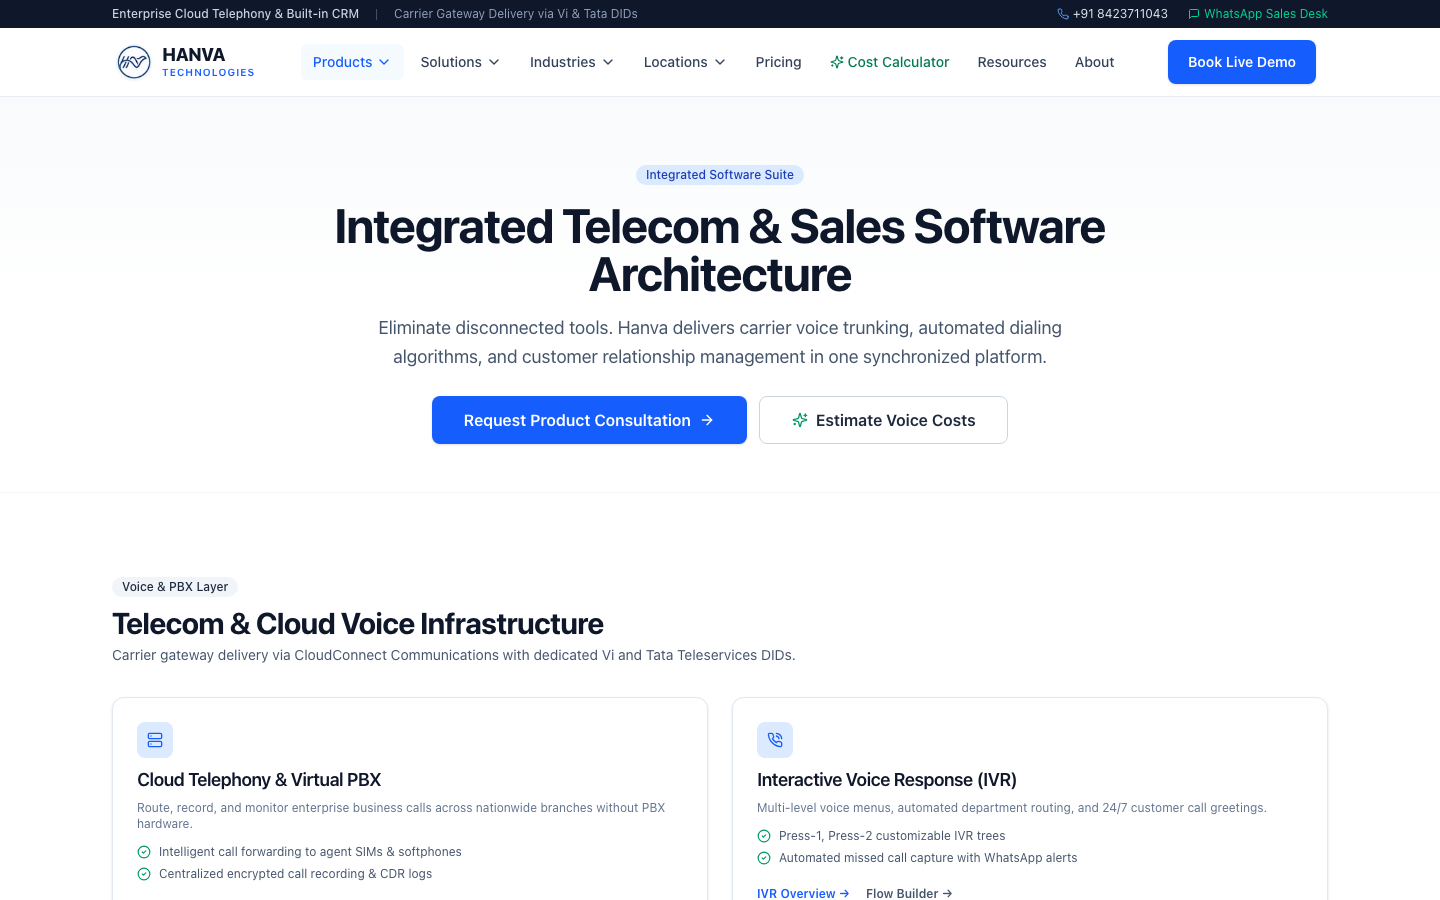 Enterprise Cloud Telephony & Built-in CRM | Carrier Gateway Delivery via Vi & Tata DIDs
+91 8423711043 WhatsApp Sales Desk
HANVA
TECHNOLOGIES
Products Solutions Industries Locations Pricing Cost Calculator Resources About Book Live Demo
Integrated Software Suite
Integrated Telecom & Sales Software
Architecture
Eliminate disconnected tools. Hanva delivers carrier voice trunking, automated dialing
algorithms, and customer relationship management in one synchronized platform.
Request Product Consultation → Estimate Voice Costs
Voice & PBX Layer
Telecom & Cloud Voice Infrastructure
Carrier gateway delivery via CloudConnect Communications with dedicated Vi and Tata Teleservices DIDs.
Cloud Telephony & Virtual PBX
Route, record, and monitor enterprise business calls across nationwide branches without PBX
hardware.
Intelligent call forwarding to agent SIMs & softphones
Centralized encrypted call recording & CDR logs
Interactive Voice Response (IVR)
Multi-level voice menus, automated department routing, and 24/7 customer call greetings.
Press-1, Press-2 customizable IVR trees
Automated missed call capture with WhatsApp alerts
IVR Overview → Flow Builder →